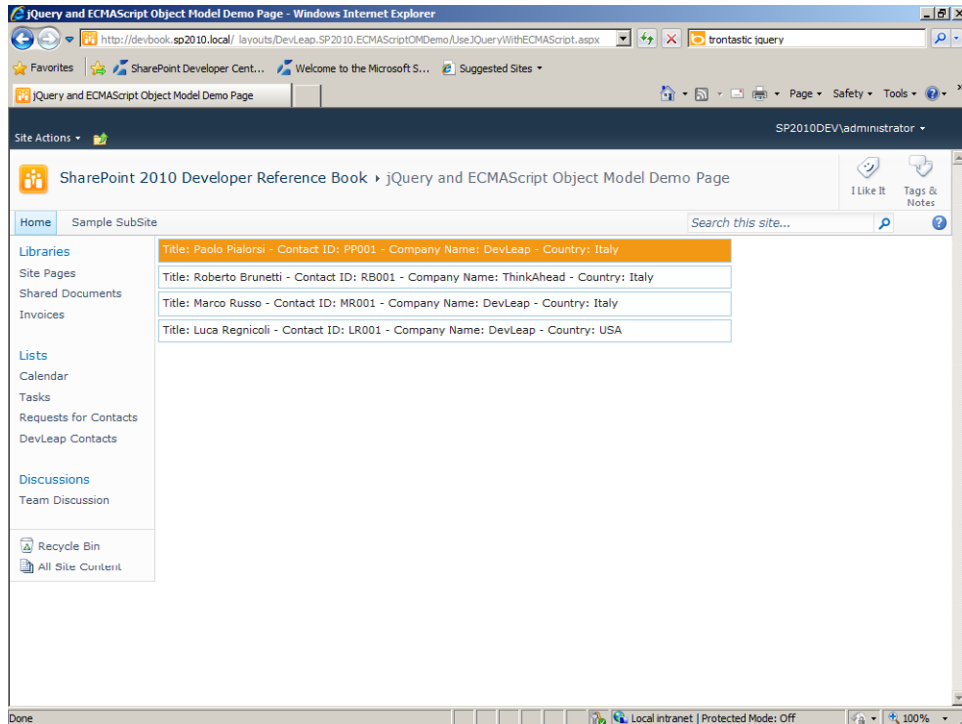 jQuery and ECMAScript Object Model Demo Page - Windows Internet Explorer
http://devbook.sp2010.local/_layouts/DevLeap.SP2010.ECMAScriptOMDemo/UseJQueryWithECMAScript.aspx
trontastic jquery
Favorites
SharePoint Developer Cent...
Welcome to the Microsoft S...
Suggested Sites
jQuery and ECMAScript Object Model Demo Page
Page
Safety
Tools
SP2010DEV\administrator
Site Actions
SharePoint 2010 Developer Reference Book
jQuery and ECMAScript Object Model Demo Page
I Like It
Tags &
Notes
Home
Sample SubSite
Search this site...
Libraries
Site Pages
Shared Documents
Invoices
Lists
Calendar
Tasks
Requests for Contacts
DevLeap Contacts
Discussions
Team Discussion
Recycle Bin
All Site Content
Title: Paolo Pialorsi - Contact ID: PP001 - Company Name: DevLeap - Country: Italy
Title: Roberto Brunetti - Contact ID: RB001 - Company Name: ThinkAhead - Country: Italy
Title: Marco Russo - Contact ID: MR001 - Company Name: DevLeap - Country: Italy
Title: Luca Regnicoli - Contact ID: LR001 - Company Name: DevLeap - Country: USA
Done
Local intranet | Protected Mode: Off
100%